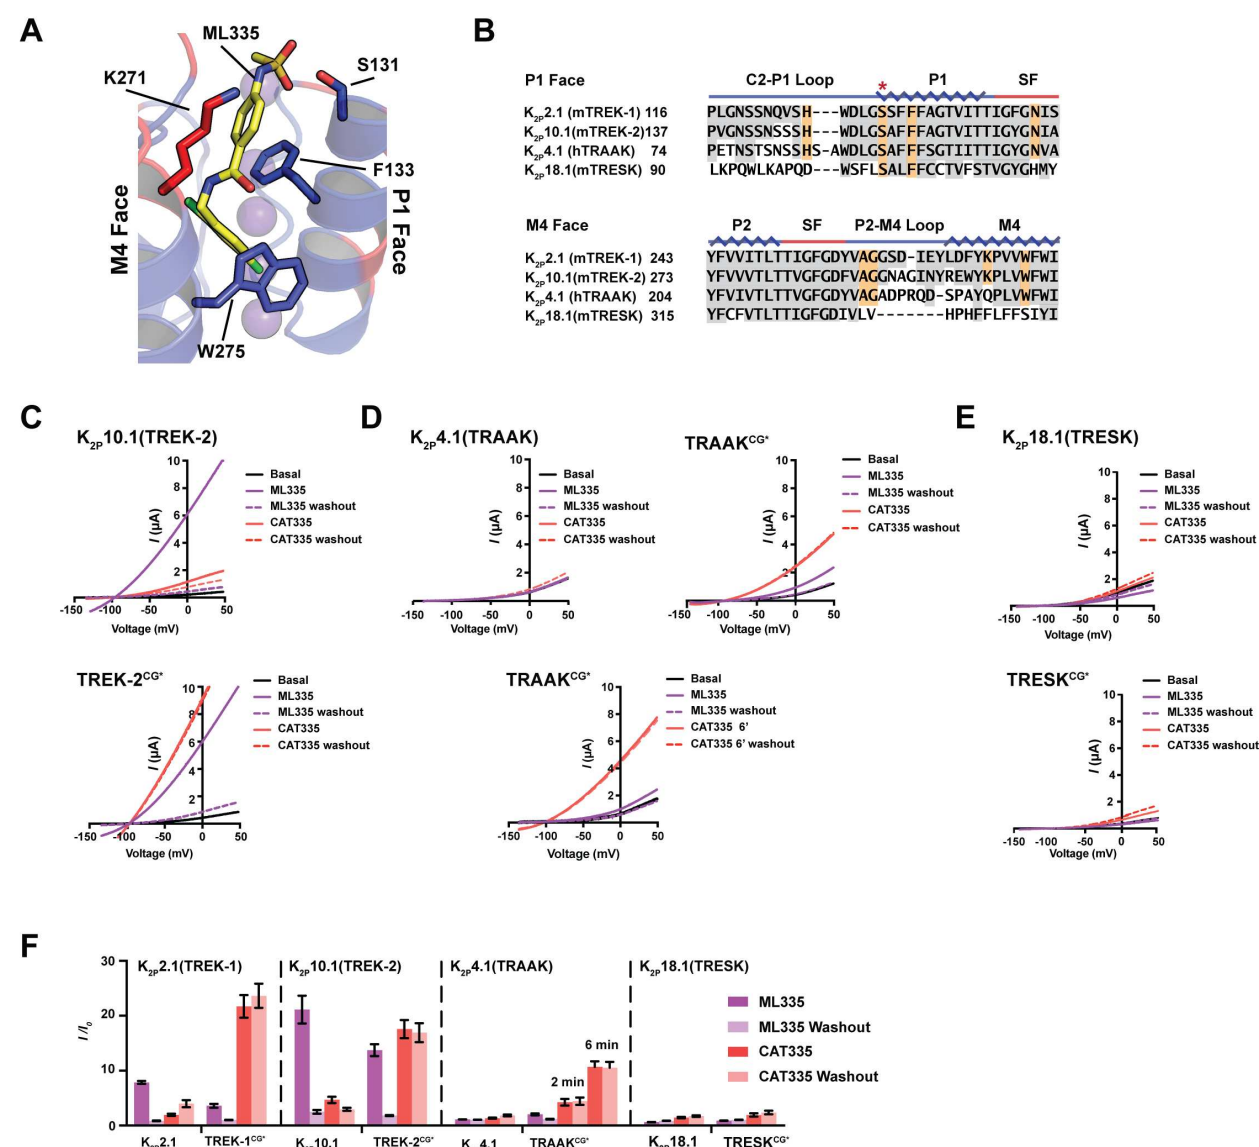 A
ML335
K271
S131
F133
M4 Face
P1 Face
W275
B
P1 Face
C2-P1 Loop
*
P1
SF
K2P2.1 (mTREK-1) 116 PLGNSSNQVSH---WDLGSSFFFAGTVITTIGFGNIS
K2P10.1(mTREK-2)137 PVGNSSNSSSH---WDLGSAFFFAGTVITTIGYGNIA
K2P4.1 (hTRAAK) 74 PETNSTSNSSHS-AWDLGSAFFFSGTIITTIGYGNVA
K2P18.1(mTRESK) 90 LKPQWLKAPQD---WSFLSALFFCCTVFSTVGYGHMY
M4 Face
P2
SF
P2-M4 Loop
M4
K2P2.1 (mTREK-1) 243 YFVVITLTTIGFGDYVAGGSD-IEYLDFYKPVVWFWI
K2P10.1(mTREK-2) 273 YFVVITLTTVGFGDFVAGGNAGINYREWYKPLVWFWI
K2P4.1 (hTRAAK) 204 YFVIVTLTTVGFGDYVAGADPRQD-SPAYQPLVWFWI
K2P18.1(mTRESK) 315 YFCFVTLTTIGFGDIVLV-------HPHFFLFFSIYI
C
K2P10.1(TREK-2)
10
8
6
4
2
I (µA)
-150
-100
-50
0
50
Voltage (mV)
Basal
ML335
ML335 washout
CAT335
CAT335 washout
TREK-2CG*
10
8
6
4
2
I (µA)
-150
-100
-50
0
50
Voltage (mV)
Basal
ML335
ML335 washout
CAT335
CAT335 washout
D
K2P4.1(TRAAK)
10
8
6
4
2
I (µA)
-150
-100
-50
0
50
Voltage (mV)
Basal
ML335
ML335 washout
CAT335
CAT335 washout
TRAAKCG*
10
8
6
4
2
I (µA)
-150
-100
-50
0
50
Voltage (mV)
Basal
ML335
ML335 washout
CAT335
CAT335 washout
TRAAKCG*
10
8
6
4
2
I (µA)
-150
-100
-50
0
50
Voltage (mV)
Basal
ML335
ML335 washout
CAT335 6'
CAT335 6' washout
E
K2P18.1(TRESK)
10
8
6
4
2
I (µA)
-150
-100
-50
0
50
Voltage (mV)
Basal
ML335
ML335 washout
CAT335
CAT335 washout
TRESKCG*
10
8
6
4
2
I (µA)
-150
-100
-50
0
50
Voltage (mV)
Basal
ML335
ML335 washout
CAT335
CAT335 washout
F
30
20
10
0
I /I0
K2P2.1(TREK-1)
K2P10.1(TREK-2)
K2P4.1(TRAAK)
K2P18.1(TRESK)
2 min
6 min
ML335
ML335 Washout
CAT335
CAT335 Washout
K2P2.1
TREK-1CG*
K2P10.1
TREK-2CG*
K 4.1
TRAAKCG*
K2P18.1
TRESKCG*